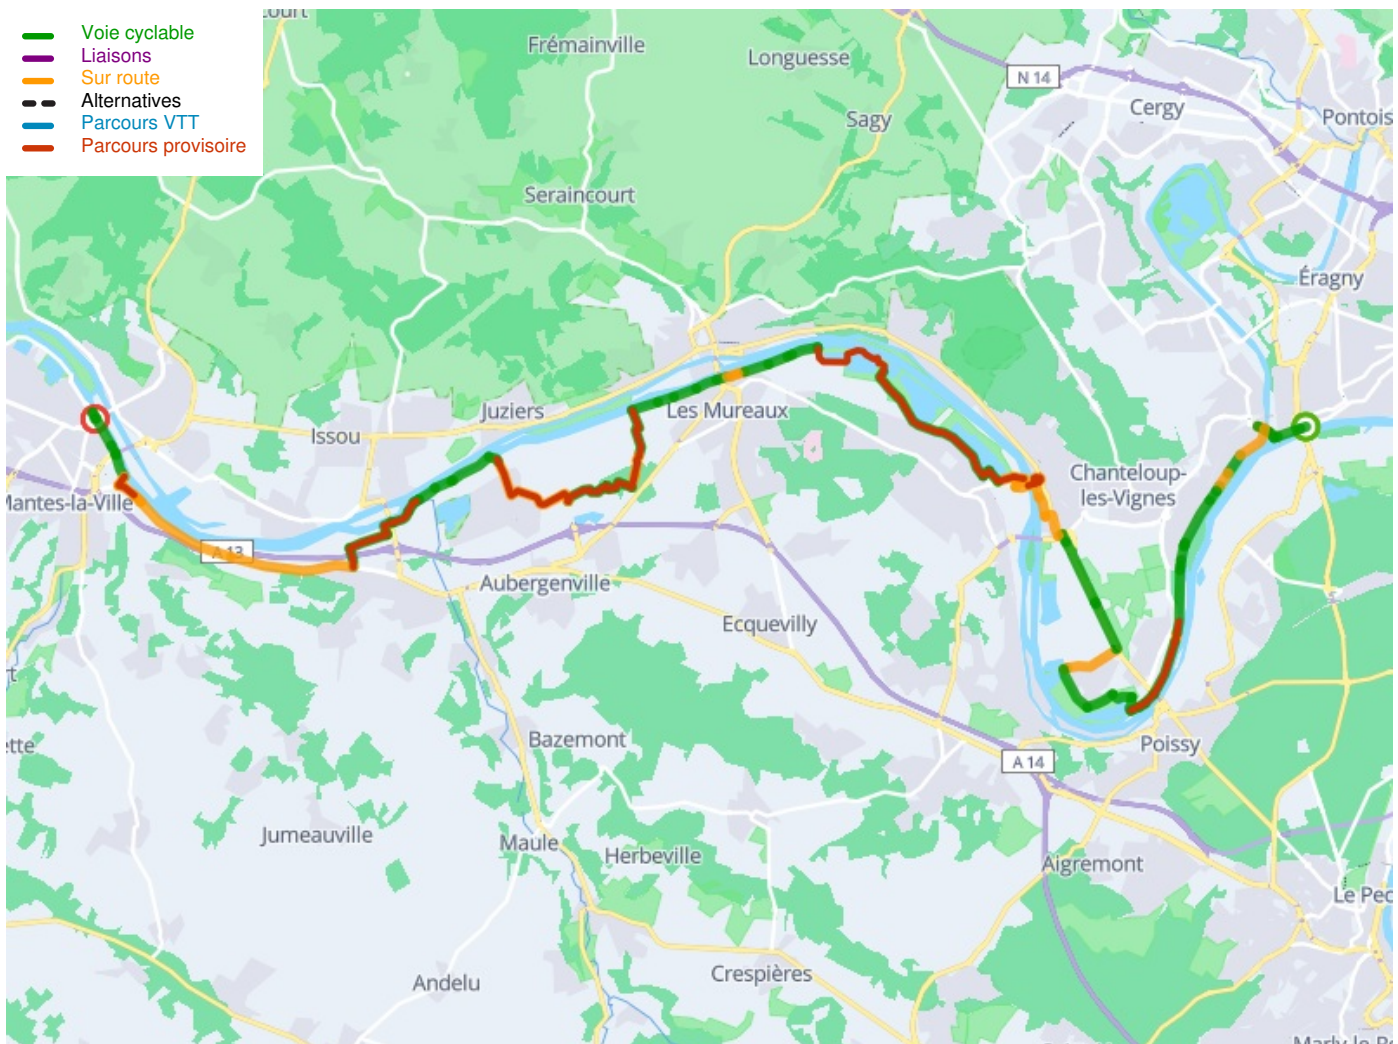 Voie cyclable
Liaisons
Sur route
Alternatives
Parcours VTT
Parcours provisoire
Frémainville
Longuesse
N 14
Cergy
Pontois
Sagy
Seraincourt
Éragny
Juziers
Les Mureaux
Issou
Chanteloup-
les-Vignes
Mantes-la-Ville
A 13
Aubergenville
Ecquevilly
Bazemont
Poissy
A 14
Jumeauville
Maule
Herbeville
Aigremont
Le Pec
Andelu
Crespières